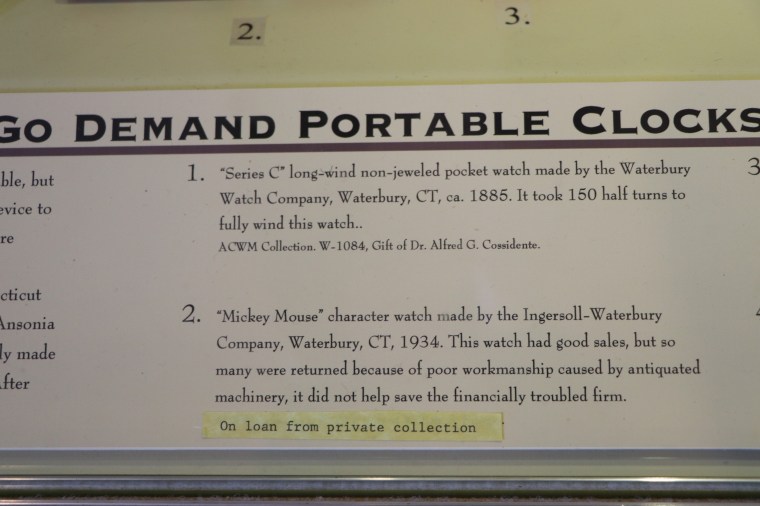 2.
3.
Go Demand Portable Clocks
ble, but
evice to
re
cticut
Ansonia
ly made
After
1. “Series C” long-wind non-jeweled pocket watch made by the Waterbury
Watch Company, Waterbury, CT, ca. 1885. It took 150 half turns to
fully wind this watch..
ACWM Collection. W-1084, Gift of Dr. Alfred G. Cossidente.
2. “Mickey Mouse” character watch made by the Ingersoll-Waterbury
Company, Waterbury, CT, 1934. This watch had good sales, but so
many were returned because of poor workmanship caused by antiquated
machinery, it did not help save the financially troubled firm.
On loan from private collection
3